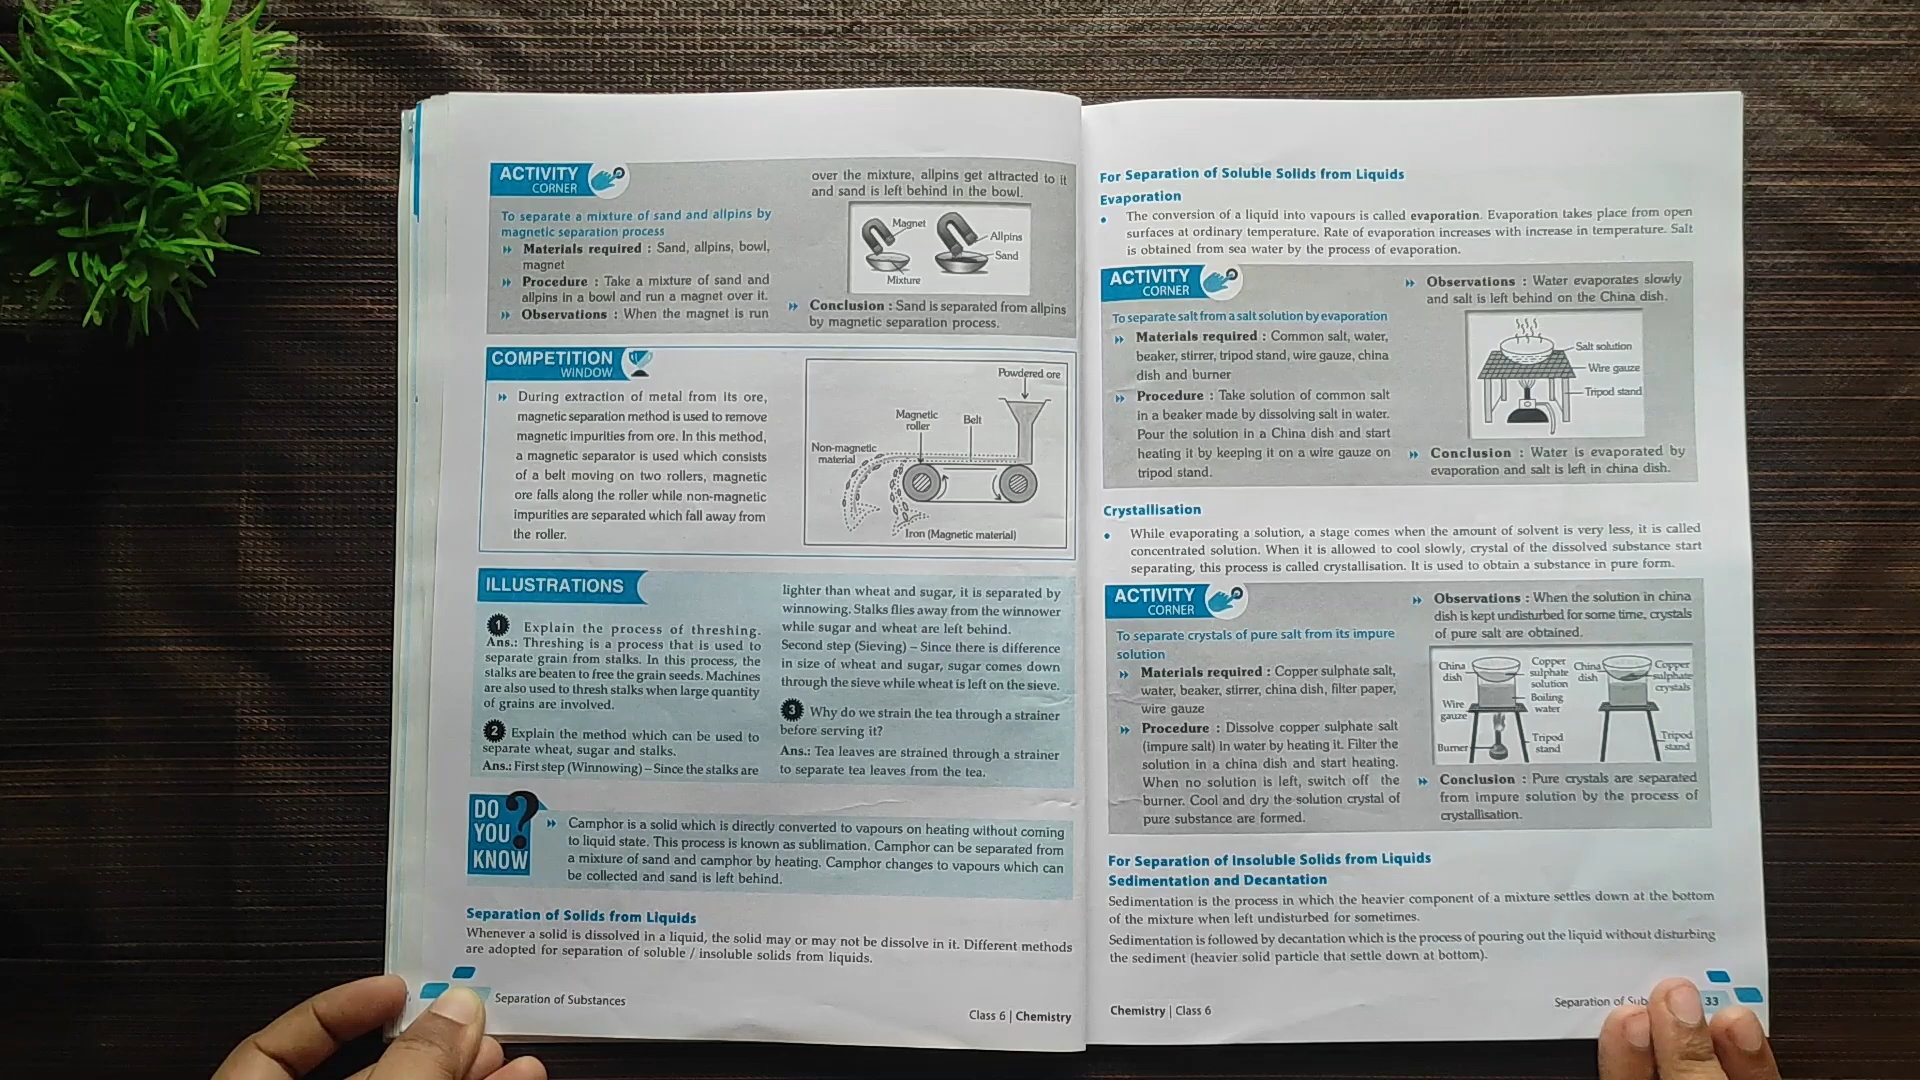 ACTIVITY
CORNER
To separate a mixture of sand and allpins by
magnetic separation process
Materials required : Sand, allpins, bowl,
magnet
Procedure : Take a mixture of sand and
allpins in a bowl and run a magnet over it.
Observations : When the magnet is run
over the mixture, allpins get attracted to it
and sand is left behind in the bowl.
Magnet
Allpins
Sand
Mixture
Conclusion : Sand is separated from allpins
by magnetic separation process.
COMPETITION
WINDOW
During extraction of metal from its ore,
magnetic separation method is used to remove
magnetic impurities from ore. In this method,
a magnetic separator is used which consists
of a belt moving on two rollers, magnetic
ore falls along the roller while non-magnetic
impurities are separated which fall away from
the roller.
Powdered ore
Magnetic
roller
Belt
Non-magnetic
material
Iron (Magnetic material)
ILLUSTRATIONS
1 Explain the process of threshing.
Ans.: Threshing is a process that is used to
separate grain from stalks. In this process, the
stalks are beaten to free the grain seeds. Machines
are also used to thresh stalks when large quantity
of grains are involved.
2 Explain the method which can be used to
separate wheat, sugar and stalks.
Ans.: First step (Winnowing) – Since the stalks are
lighter than wheat and sugar, it is separated by
winnowing. Stalks flies away from the winnower
while sugar and wheat are left behind.
Second step (Sieving) – Since there is difference
in size of wheat and sugar, sugar comes down
through the sieve while wheat is left on the sieve.
3 Why do we strain the tea through a strainer
before serving it?
Ans.: Tea leaves are strained through a strainer
to separate tea leaves from the tea.
DO
YOU
KNOW
?
Camphor is a solid which is directly converted to vapours on heating without coming
to liquid state. This process is known as sublimation. Camphor can be separated from
a mixture of sand and camphor by heating. Camphor changes to vapours which can
be collected and sand is left behind.
Separation of Solids from Liquids
Whenever a solid is dissolved in a liquid, the solid may or may not be dissolve in it. Different methods
are adopted for separation of soluble / insoluble solids from liquids.
Separation of Substances
Class 6 | Chemistry
For Separation of Soluble Solids from Liquids
Evaporation
• The conversion of a liquid into vapours is called evaporation. Evaporation takes place from open
surfaces at ordinary temperature. Rate of evaporation increases with increase in temperature. Salt
is obtained from sea water by the process of evaporation.
ACTIVITY
CORNER
To separate salt from a salt solution by evaporation
Materials required : Common salt, water,
beaker, stirrer, tripod stand, wire gauze, china
dish and burner
Procedure : Take solution of common salt
in a beaker made by dissolving salt in water.
Pour the solution in a China dish and start
heating it by keeping it on a wire gauze on
tripod stand.
Observations : Water evaporates slowly
and salt is left behind on the China dish.
Salt solution
Wire gauze
Tripod stand
Conclusion : Water is evaporated by
evaporation and salt is left in china dish.
Crystallisation
• While evaporating a solution, a stage comes when the amount of solvent is very less, it is called
concentrated solution. When it is allowed to cool slowly, crystal of the dissolved substance start
separating, this process is called crystallisation. It is used to obtain a substance in pure form.
ACTIVITY
CORNER
To separate crystals of pure salt from its impure
solution
Materials required : Copper sulphate salt,
water, beaker, stirrer, china dish, filter paper,
wire gauze
Procedure : Dissolve copper sulphate salt
(impure salt) in water by heating it. Filter the
solution in a china dish and start heating.
When no solution is left, switch off the
burner. Cool and dry the solution crystal of
pure substance are formed.
Observations : When the solution in china
dish is kept undisturbed for some time, crystals
of pure salt are obtained.
China
dish
Copper
sulphate
solution
Boiling
water
Wire
gauze
Burner
Tripod
stand
China
dish
Copper
sulphate
crystals
Tripod
stand
Conclusion : Pure crystals are separated
from impure solution by the process of
crystallisation.
For Separation of Insoluble Solids from Liquids
Sedimentation and Decantation
Sedimentation is the process in which the heavier component of a mixture settles down at the bottom
of the mixture when left undisturbed for sometimes.
Sedimentation is followed by decantation which is the process of pouring out the liquid without disturbing
the sediment (heavier solid particle that settle down at bottom).
Chemistry | Class 6
Separation of Sub
33